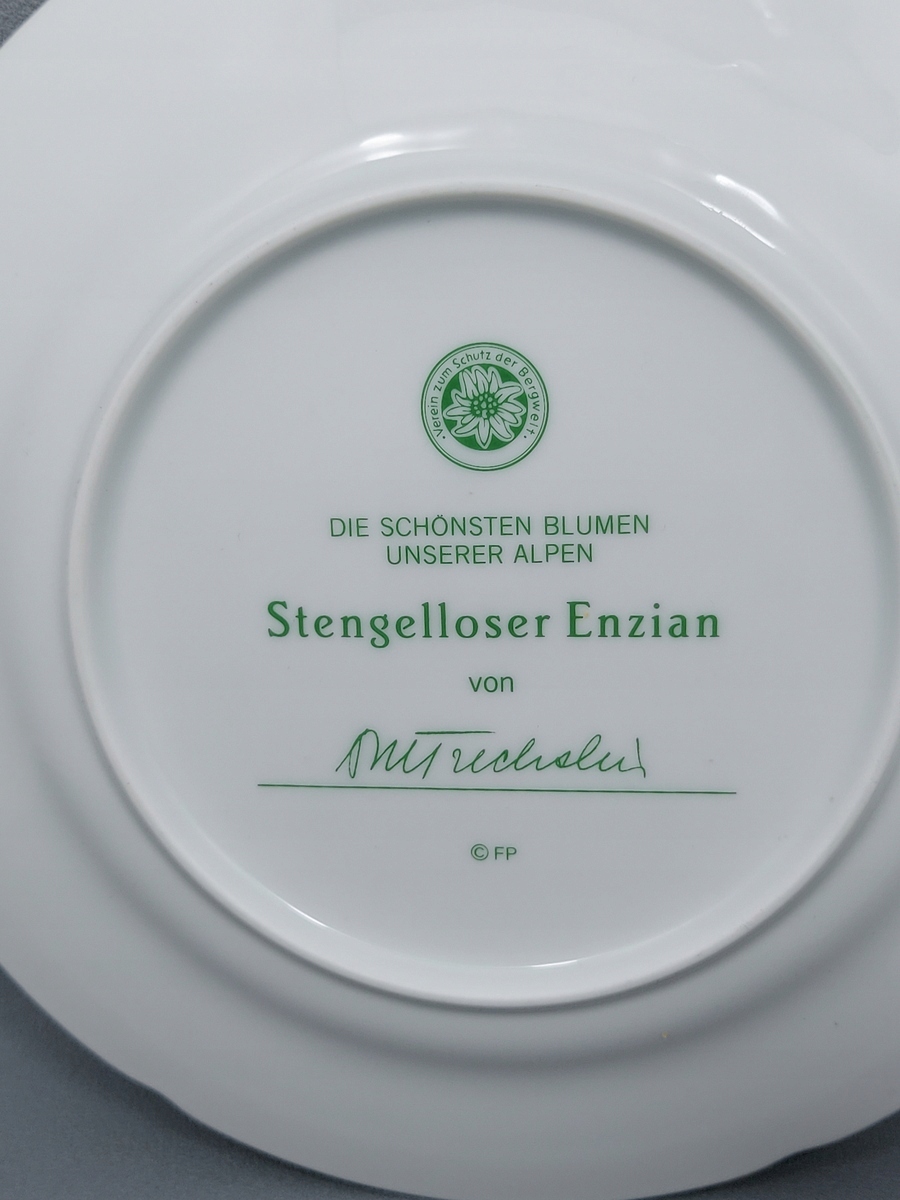 Verein zum Schutz der Bergwelt.
DIE SCHÖNSTEN BLUMEN
UNSERER ALPEN
Stengelloser Enzian
von
© FP